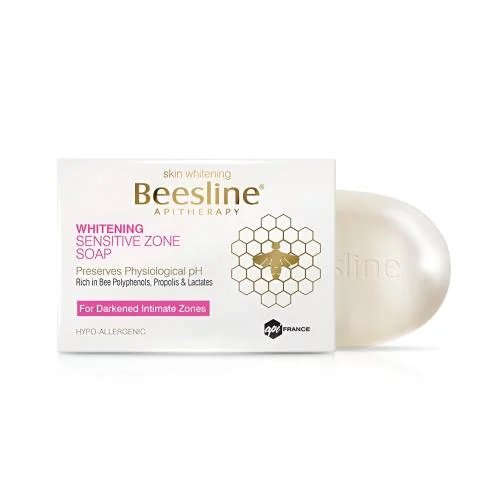 skin whitening
Beesline®
APITHERAPY
WHITENING
SENSITIVE ZONE
SOAP
Preserves Physiological pH
Rich in Bee Polyphenols, Propolis & Lactates
For Darkened Intimate Zones
HYPO-ALLERGENIC
FRANCE
Beesline